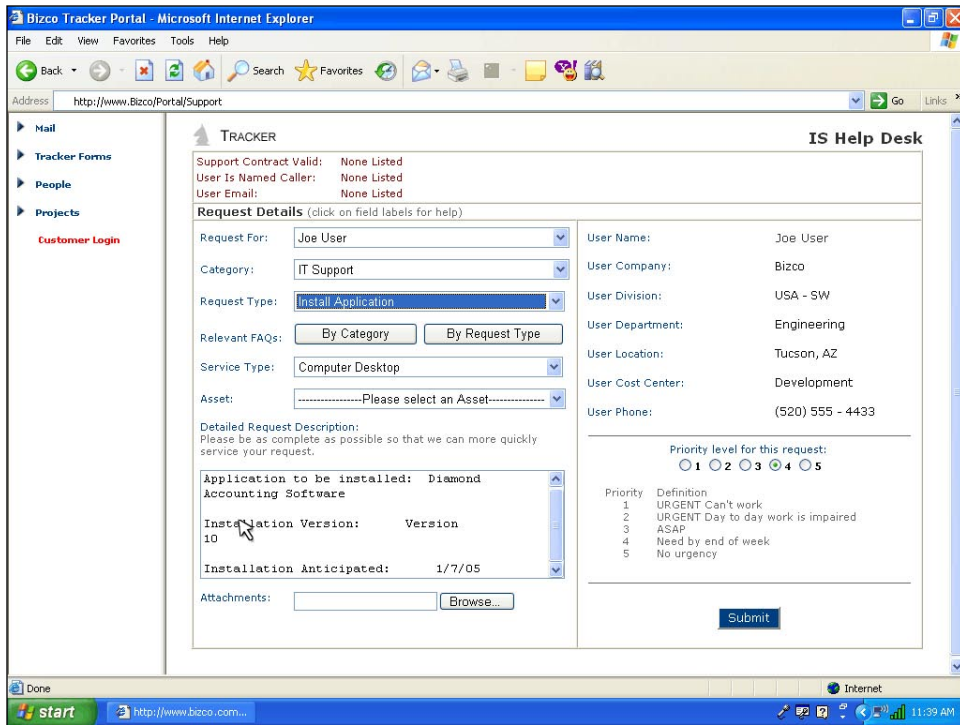 Bizco Tracker Portal - Microsoft Internet Explorer
File Edit View Favorites Tools Help
Back Search Favorites
Address http://www.Bizco/Portal/Support Go Links »
Mail
Tracker Forms
People
Projects
Customer Login
TRACKER
IS Help Desk
Support Contract Valid: None Listed
User Is Named Caller: None Listed
User Email: None Listed
Request Details (click on field labels for help)
Request For: Joe User
Category: IT Support
Request Type: Install Application
Relevant FAQs: By Category By Request Type
Service Type: Computer Desktop
Asset: -----------------Please select an Asset---------------
Detailed Request Description:
Please be as complete as possible so that we can more quickly
service your request.
Application to be installed: Diamond
Accounting Software
Installation Version: Version
10
Installation Anticipated: 1/7/05
Attachments: Browse...
User Name: Joe User
User Company: Bizco
User Division: USA - SW
User Department: Engineering
User Location: Tucson, AZ
User Cost Center: Development
User Phone: (520) 555 - 4433
Priority level for this request:
1 2 3 4 5
Priority Definition
1 URGENT Can't work
2 URGENT Day to day work is impaired
3 ASAP
4 Need by end of week
5 No urgency
Submit
Done Internet
start http://www.bizco.com... 11:39 AM